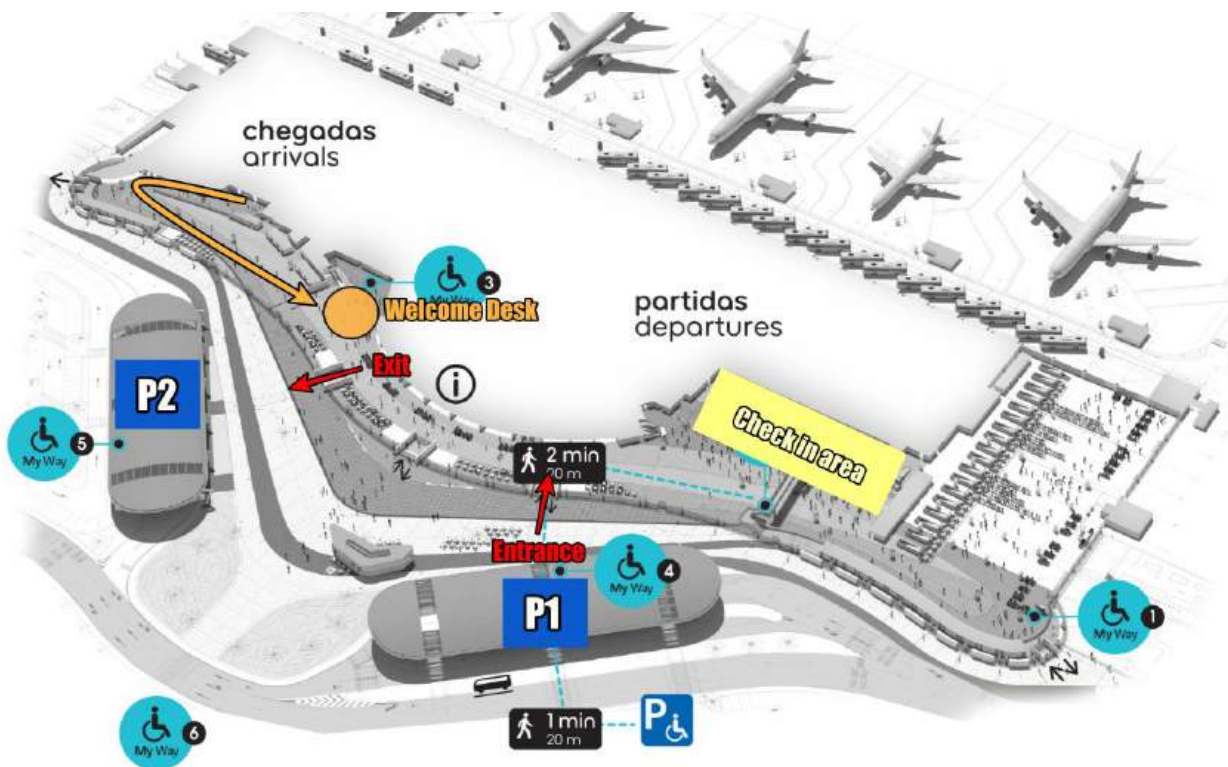 chegadas
arrivals
3
My Way
Welcome Desk
partidas
departures
Exit
P2
5
My Way
i
Check in area
2 min
20 m
Entrance
4
My Way
P1
1
My Way
6
My Way
1 min
20 m
P